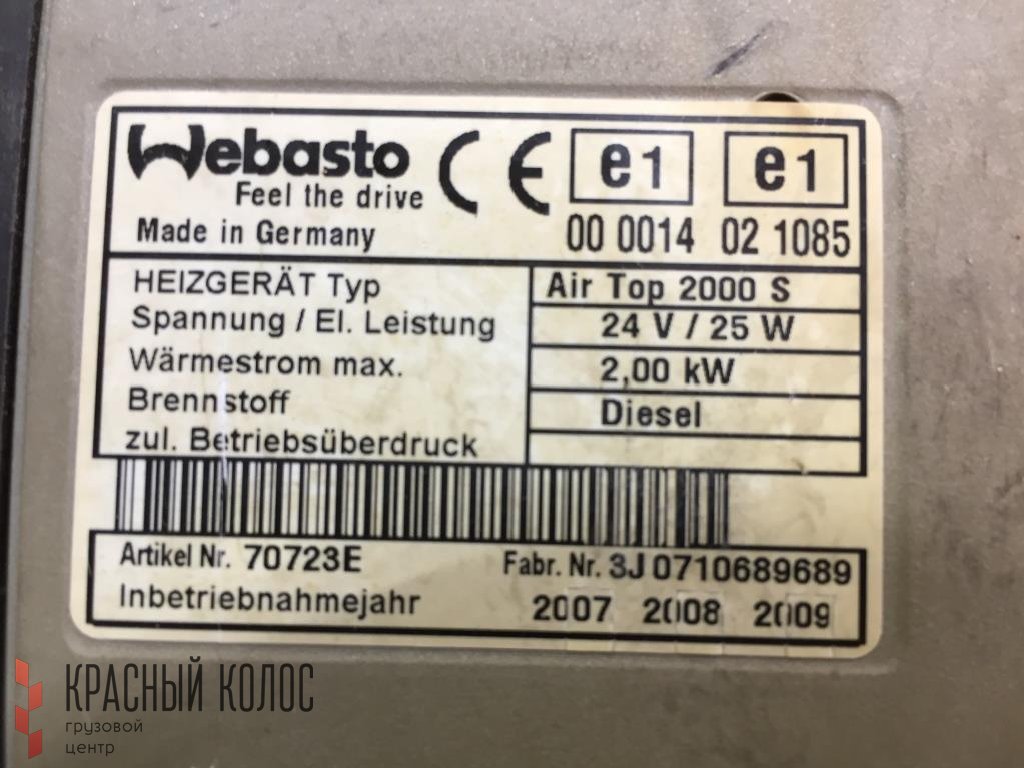 Webasto
Feel the drive
Made in Germany
CE
e1 e1
00 0014 02 1085
HEIZGERÄT Typ Air Top 2000 S
Spannung / El. Leistung 24 V / 25 W
Wärmestrom max. 2,00 kW
Brennstoff Diesel
zul. Betriebsüberdruck
Artikel Nr. 70723E Fabr. Nr. 3J 0710689689
Inbetriebnahmejahr 2007 2008 2009
КРАСНЫЙ КОЛОС
грузовой
центр